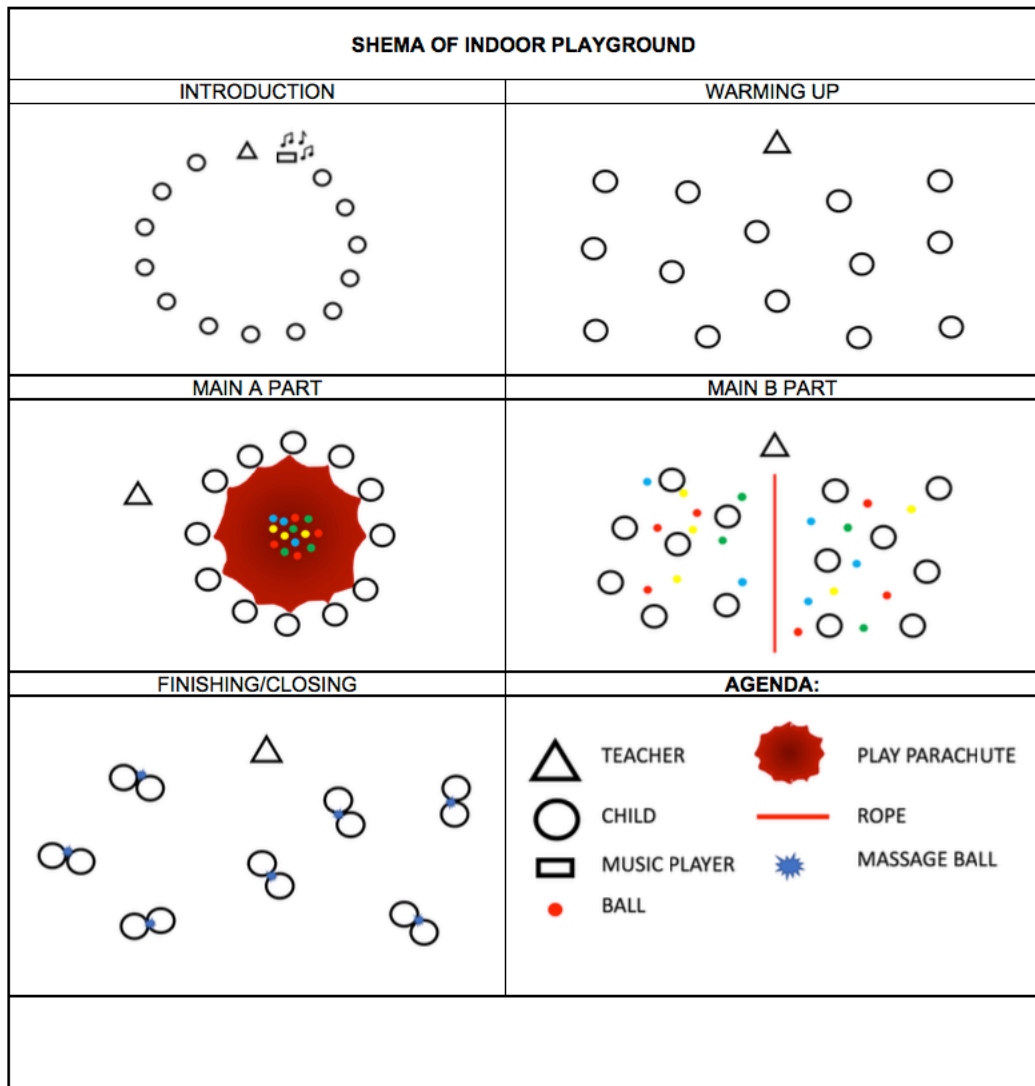 SHEMA OF INDOOR PLAYGROUND
INTRODUCTION
WARMING UP
MAIN A PART
MAIN B PART
FINISHING/CLOSING
AGENDA:
TEACHER
PLAY PARACHUTE
CHILD
ROPE
MUSIC PLAYER
MASSAGE BALL
BALL